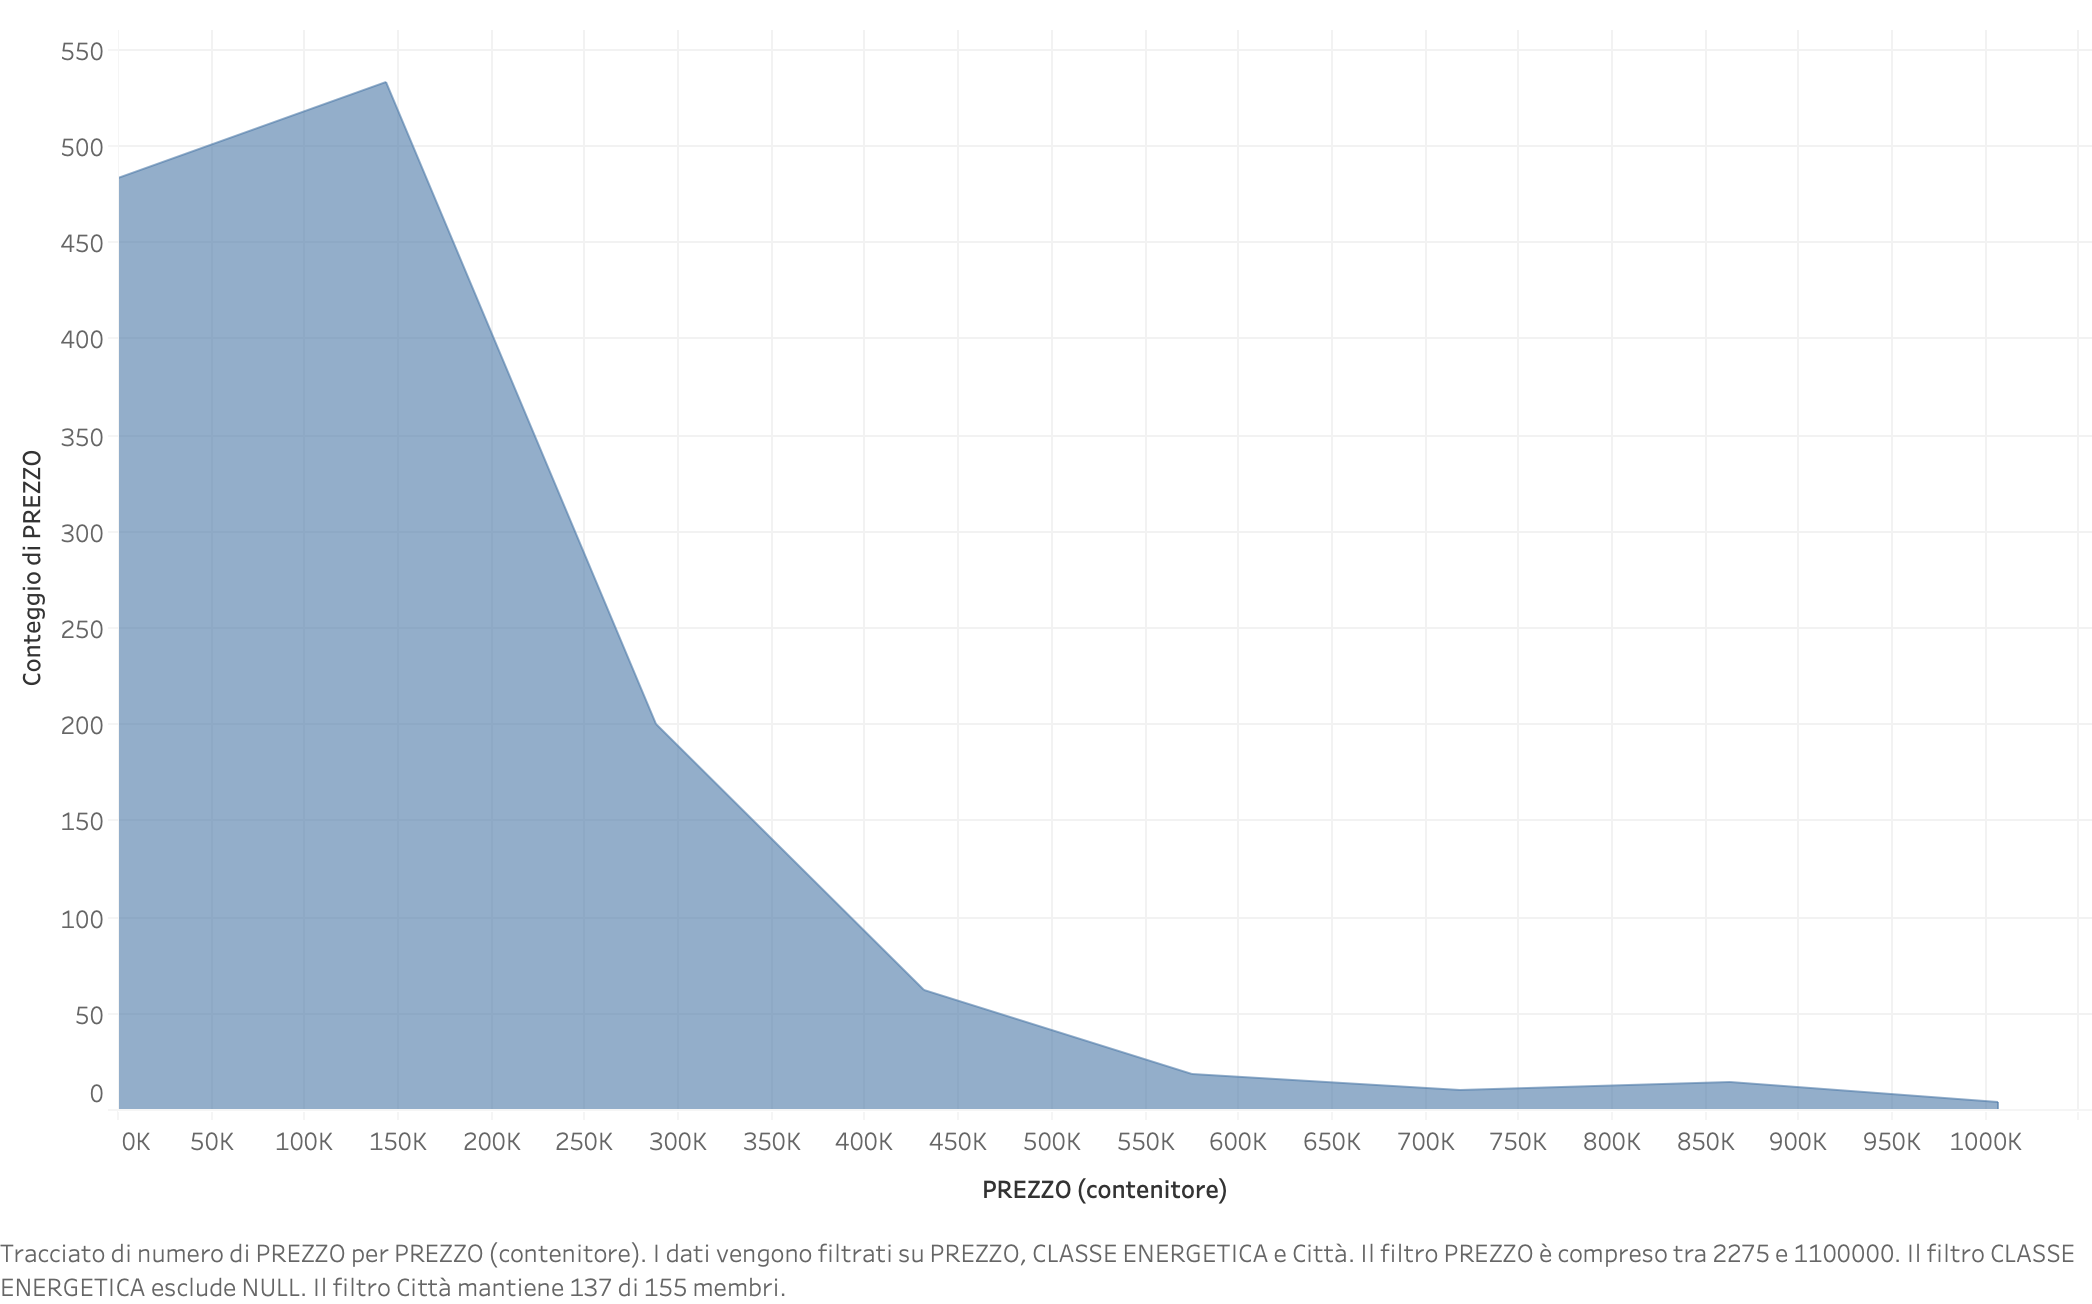 550
500
450
400
350
300
250
200
150
100
50
0
Conteggio di PREZZO
0K 50K 100K 150K 200K 250K 300K 350K 400K 450K 500K 550K 600K 650K 700K 750K 800K 850K 900K 950K 1000K
PREZZO (contenitore)
Tracciato di numero di PREZZO per PREZZO (contenitore). I dati vengono filtrati su PREZZO, CLASSE ENERGETICA e Città. Il filtro PREZZO è compreso tra 2275 e 1100000. Il filtro CLASSE
ENERGETICA esclude NULL. Il filtro Città mantiene 137 di 155 membri.